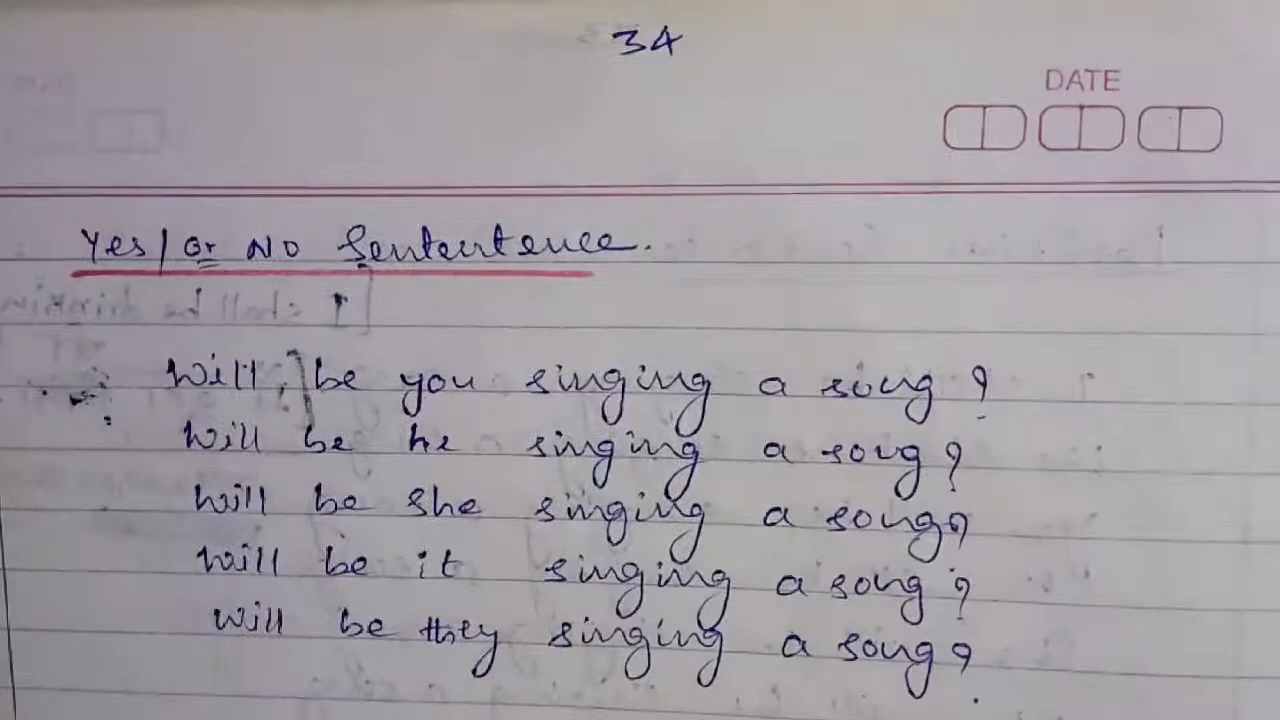 34
DATE
Yes/ or No Sententence.
Will, be you singing a song?
Will be he singing a song?
Will be she singing a song?
Will be it singing a song?
Will be they singing a song?